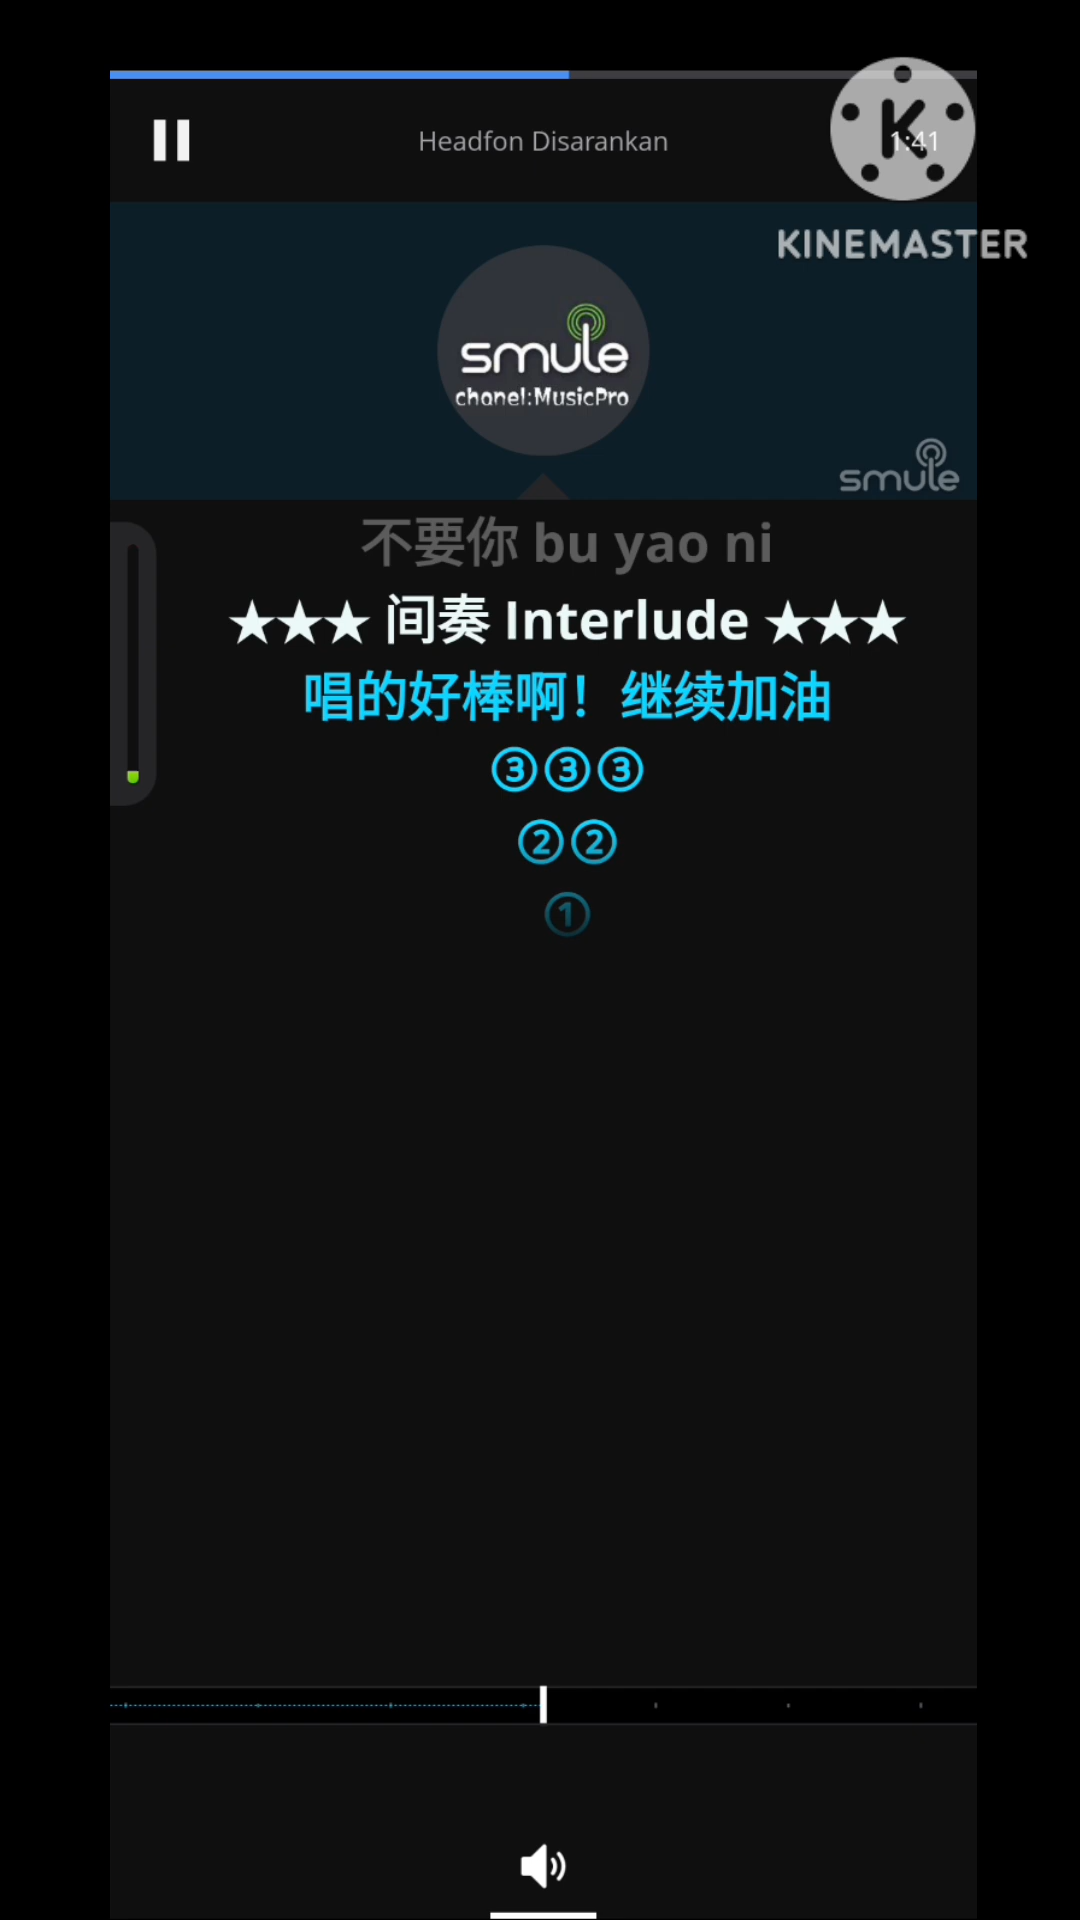 Headfon Disarankan
1:41
K
KINEMASTER
smule
chanel:MusicPro
smule
不要你 bu yao ni
★★★ 间奏 Interlude ★★★
唱的好棒啊！继续加油
③③③
②②
①